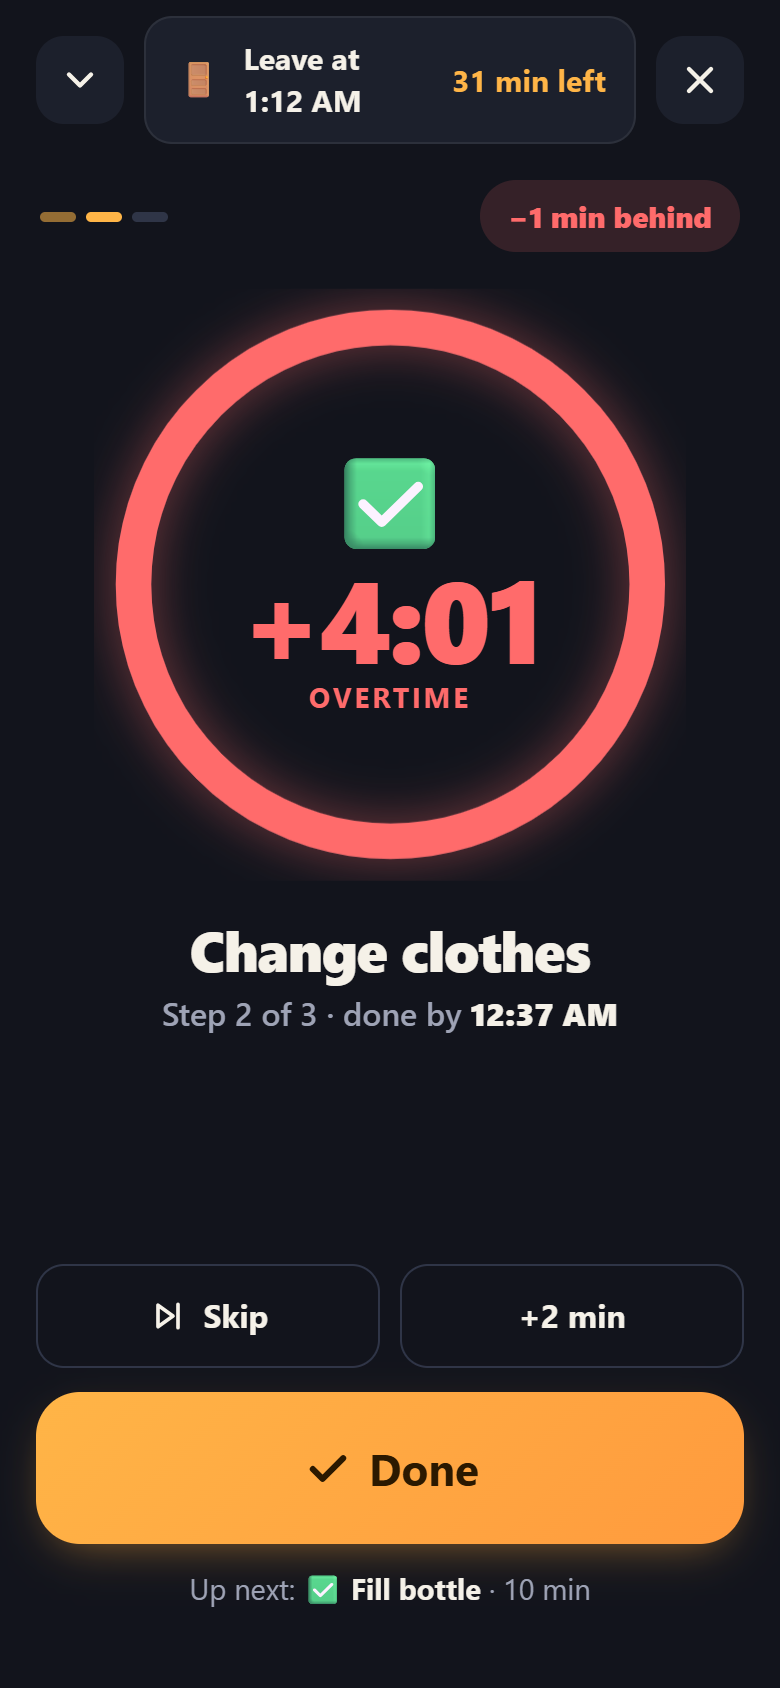 Leave at
1:12 AM
31 min left
−1 min behind
+4:01
OVERTIME
Change clothes
Step 2 of 3 · done by 12:37 AM
Skip
+2 min
Done
Up next: ✅ Fill bottle · 10 min